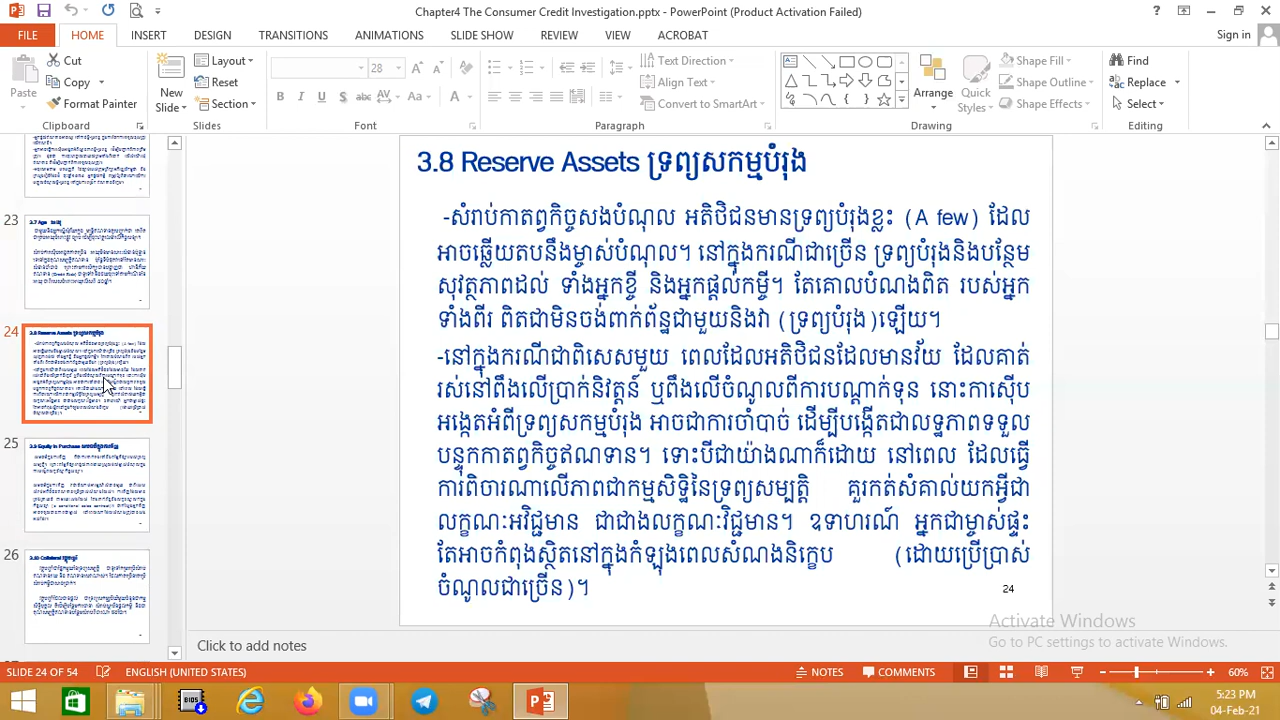 Chapter4 The Consumer Credit Investigation.pptx - PowerPoint (Product Activation Failed)
FILE HOME INSERT DESIGN TRANSITIONS ANIMATIONS SLIDE SHOW REVIEW VIEW ACROBAT Sign in
Paste Cut Copy Format Painter
New Slide Layout Reset Section
28
B I U S abc AV Aa A
Text Direction Align Text Convert to SmartArt
Arrange Quick Styles Shape Fill Shape Outline Shape Effects
Find Replace Select
Clipboard Slides Font Paragraph Drawing Editing
23
24
25
26
3.8 Reserve Assets ទ្រព្យសកម្មបំរុង
-សំរាប់កាតព្វកិច្ចសងបំណុល អតិថិជនមានទ្រព្យបំរុងខ្លះ (A few) ដែល
អាចឆ្លើយតបនឹងម្ចាស់បំណុល។ នៅក្នុងករណីជាច្រើន ទ្រព្យបំរុងនិងបន្ថែម
សុវត្ថភាពដល់ ទាំងអ្នកខ្ចី និងអ្នកផ្តល់កម្ចី។ តែគោលបំណងពិត របស់អ្នក
ទាំងពីរ ពិតជាមិនចង់ពាក់ព័ន្ធជាមួយនិងវា (ទ្រព្យបំរុង)ឡើយ។
-នៅក្នុងករណីជាពិសេសមួយ ពេលដែលអតិថិជនដែលមានវ័យ ដែលគាត់
រស់នៅពឹងលើប្រាក់និវត្តន៍ ឬពឹងលើចំណូលពីការបណ្តាក់ទុន នោះការស៊ើប
អង្កេតអំពីទ្រព្យសកម្មបំរុង អាចជាការចាំបាច់ ដើម្បីបង្កើតជាលទ្ធភាពទទួល
បន្ទុកកាតព្វកិច្ចឥណទាន។ ទោះបីជាយ៉ាងណាក៏ដោយ នៅពេល ដែលធ្វើ
ការពិចារណាលើភាពជាកម្មសិទ្ធិនៃទ្រព្យសម្បត្តិ គួរកត់សំគាល់យកអ្វីជា
លក្ខណៈអវិជ្ជមាន ជាជាងលក្ខណៈវិជ្ជមាន។ ឧទាហរណ៍ អ្នកជាម្ចាស់ផ្ទះ
តែអាចកំពុងស្ថិតនៅក្នុងកំឡុងពេលសំណងនិក្ខេប (ដោយប្រើប្រាស់
ចំណូលជាច្រើន)។
24
Activate Windows
Go to PC settings to activate Windows.
Click to add notes
SLIDE 24 OF 54 ENGLISH (UNITED STATES) NOTES COMMENTS 60%
BIOS
5:23 PM
04-Feb-21